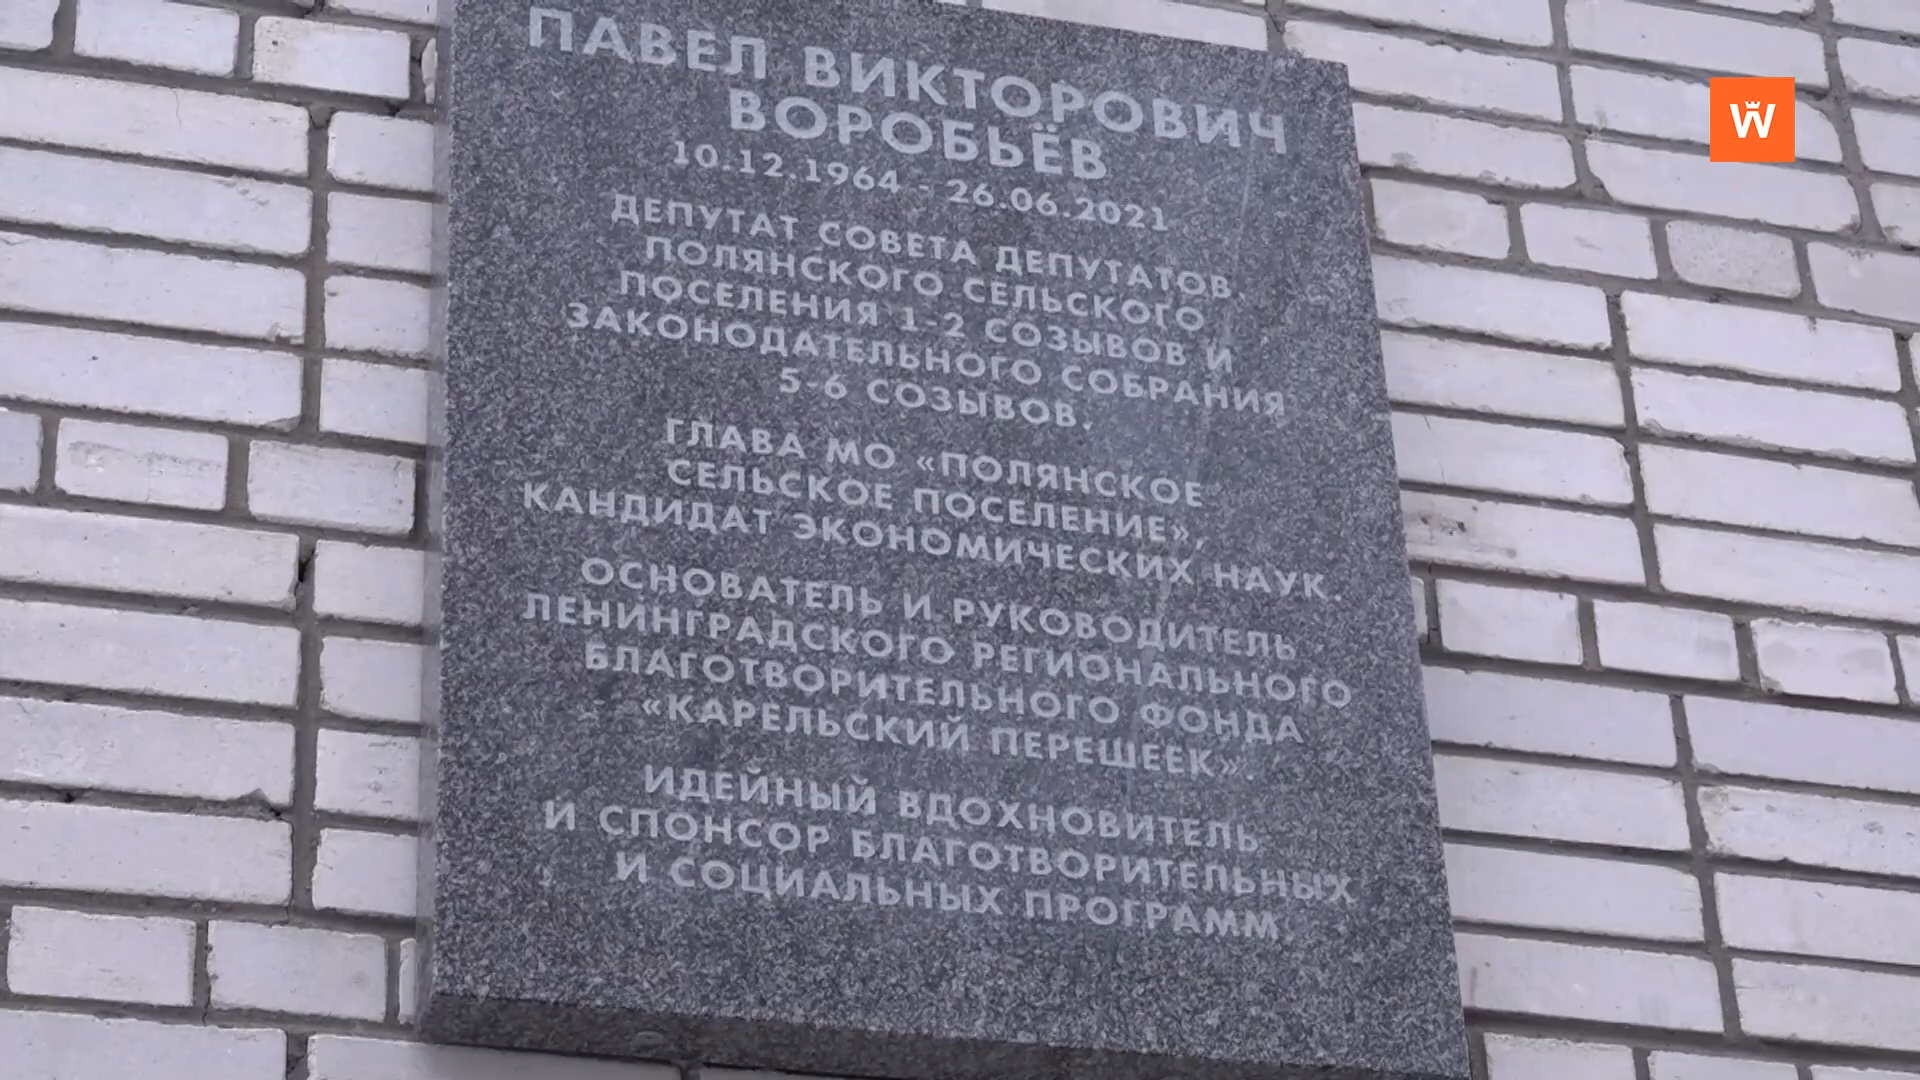 ПАВЕЛ ВИКТОРОВИЧ
ВОРОБЬЁВ
10.12.1964 - 26.06.2021
ДЕПУТАТ СОВЕТА ДЕПУТАТОВ
ПОЛЯНСКОГО СЕЛЬСКОГО
ПОСЕЛЕНИЯ 1-2 СОЗЫВОВ И
ЗАКОНОДАТЕЛЬНОГО СОБРАНИЯ
5-6 СОЗЫВОВ,
ГЛАВА МО «ПОЛЯНСКОЕ
СЕЛЬСКОЕ ПОСЕЛЕНИЕ»,
КАНДИДАТ ЭКОНОМИЧЕСКИХ НАУК.
ОСНОВАТЕЛЬ И РУКОВОДИТЕЛЬ
ЛЕНИНГРАДСКОГО РЕГИОНАЛЬНОГО
БЛАГОТВОРИТЕЛЬНОГО ФОНДА
«КАРЕЛЬСКИЙ ПЕРЕШЕЕК».
ИДЕЙНЫЙ ВДОХНОВИТЕЛЬ
И СПОНСОР БЛАГОТВОРИТЕЛЬНЫХ
И СОЦИАЛЬНЫХ ПРОГРАММ.
W